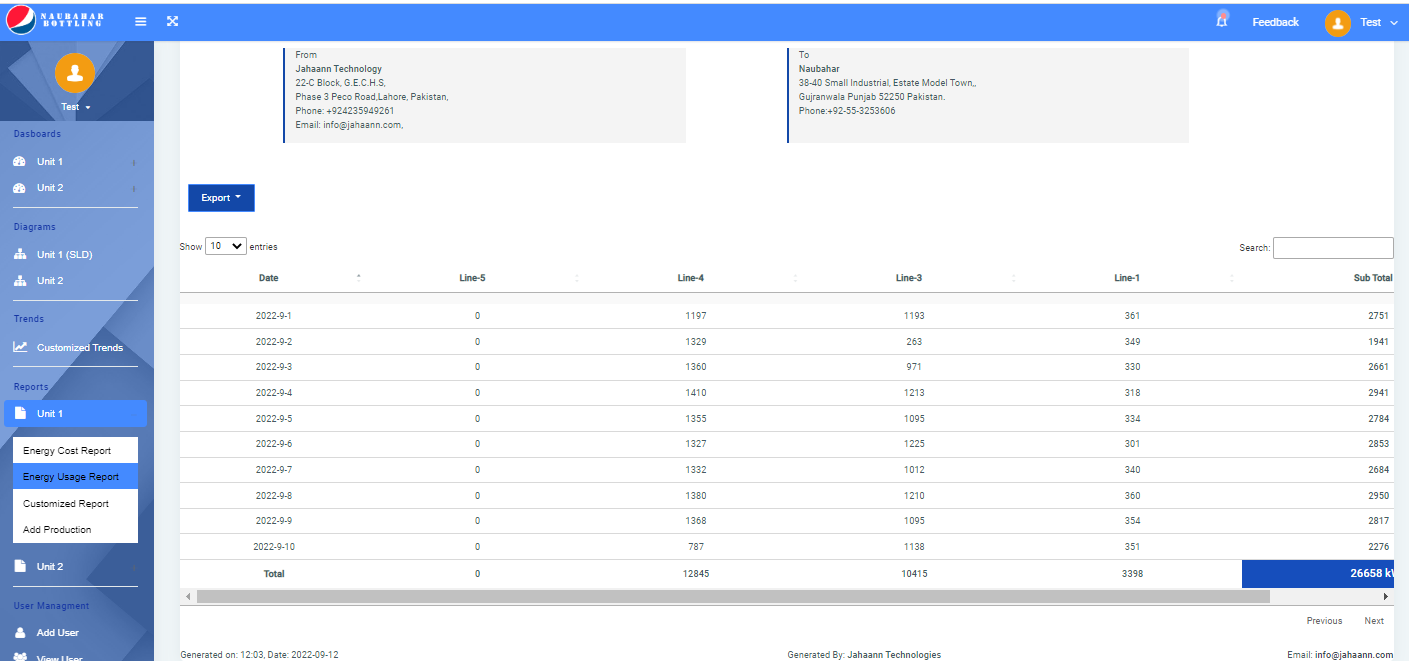 NAUBAHAR
BOTTLING
Feedback
Test
Test
Dasboards
Unit 1
Unit 2
Diagrams
Unit 1 (SLD)
Unit 2
Trends
Customized Trends
Reports
Unit 1
Energy Cost Report
Energy Usage Report
Customized Report
Add Production
Unit 2
User Managment
Add User
View User
From
Jahaann Technology
22-C Block, G.E.C.H.S,
Phase 3 Peco Road,Lahore, Pakistan,
Phone: +924235949261
Email: info@jahaann.com,
To
Naubahar
38-40 Small Industrial, Estate Model Town,,
Gujranwala Punjab 52250 Pakistan.
Phone:+92-55-3253606
Export
Show 10 entries
Search:
Date Line-5 Line-4 Line-3 Line-1 Sub Total
2022-9-1 0 1197 1193 361 2751
2022-9-2 0 1329 263 349 1941
2022-9-3 0 1360 971 330 2661
2022-9-4 0 1410 1213 318 2941
2022-9-5 0 1355 1095 334 2784
2022-9-6 0 1327 1225 301 2853
2022-9-7 0 1332 1012 340 2684
2022-9-8 0 1380 1210 360 2950
2022-9-9 0 1368 1095 354 2817
2022-9-10 0 787 1138 351 2276
Total 0 12845 10415 3398 26658 k
Previous Next
Generated on: 12:03, Date: 2022-09-12 Generated By: Jahaann Technologies Email: info@jahaann.com